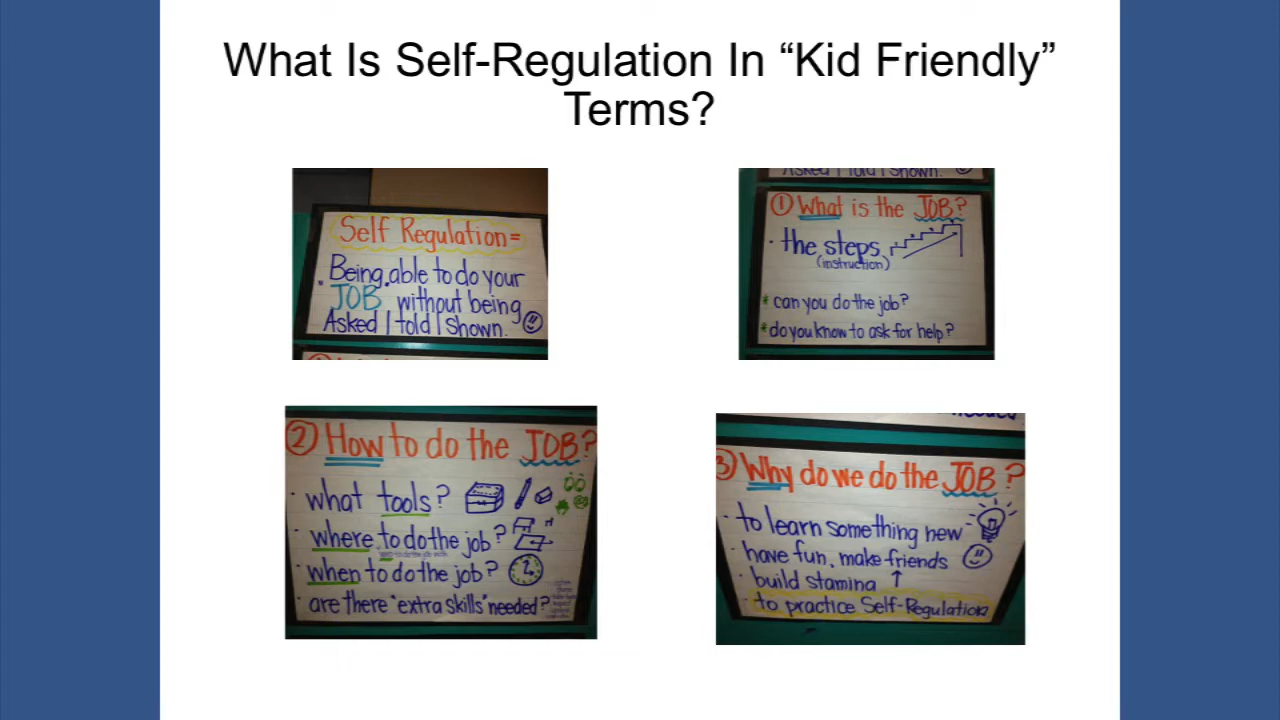 What Is Self-Regulation In “Kid Friendly”
Terms?
Self Regulation=
· Being able to do your
JOB without being
Asked / told / shown.
Asked / told / shown.
① What is the JOB?
· the steps
(instruction)
* can you do the job?
* do you know to ask for help?
② How to do the JOB?
· what tools?
· where to do the job?
· when to do the job?
· are there "extra skills" needed?
needed
③ Why do we do the JOB?
· to learn something new
· have fun, make friends
· build stamina ↑
· to practice Self-Regulation